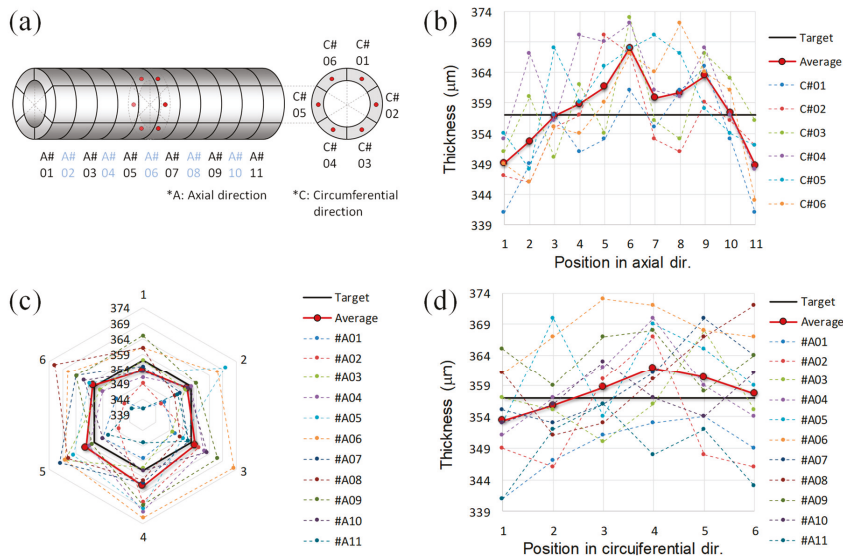 (a)
C#
06
C#
01
C#
05
C#
02
C#
04
C#
03
A#
01
A#
02
A#
03
A#
04
A#
05
A#
06
A#
07
A#
08
A#
09
A#
10
A#
11
*A: Axial direction
*C: Circumferential
direction
(b)
Thickness (μm)
374
369
364
359
354
349
344
339
1 2 3 4 5 6 7 8 9 10 11
Position in axial dir.
Target
Average
C#01
C#02
C#03
C#04
C#05
C#06
(c)
1
2
3
4
5
6
374
369
364
359
354
349
344
339
Target
Average
#A01
#A02
#A03
#A04
#A05
#A06
#A07
#A08
#A09
#A10
#A11
(d)
Thickness (μm)
374
369
364
359
354
349
344
339
1 2 3 4 5 6
Position in circujferential dir.
Target
Average
#A01
#A02
#A03
#A04
#A05
#A06
#A07
#A08
#A09
#A10
#A11